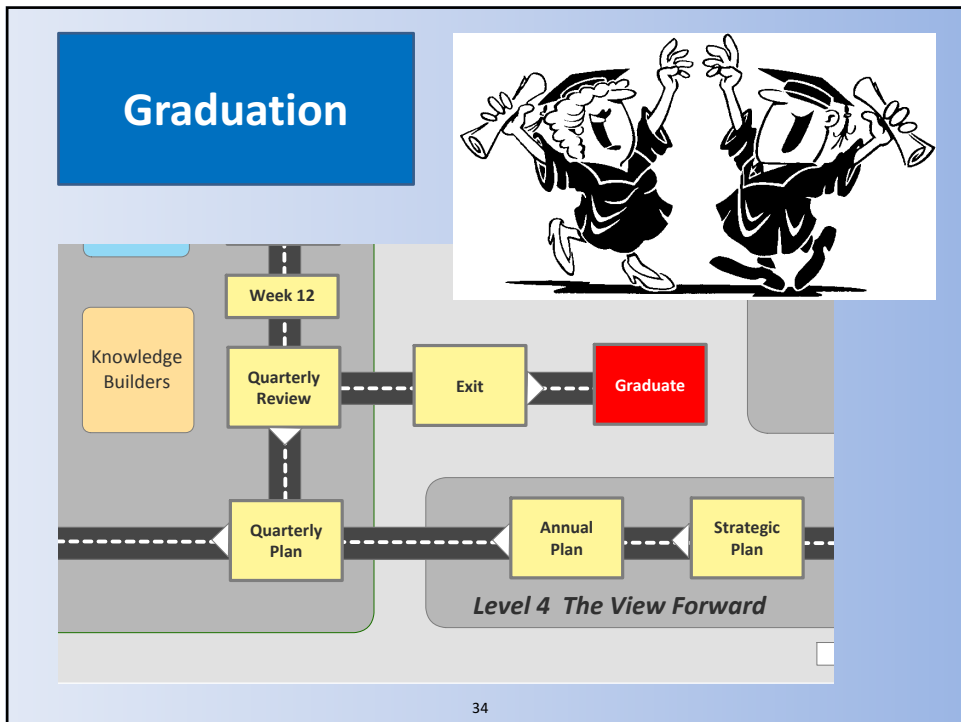 Graduation
Week 12
Knowledge
Builders
Quarterly
Review
Exit
Graduate
Quarterly
Plan
Annual
Plan
Strategic
Plan
Level 4 The View Forward
34